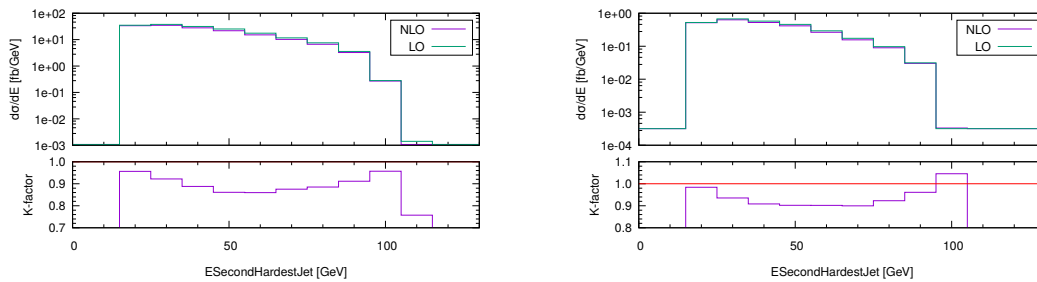 1e+02
1e+01
1e+00
1e-01
1e-02
1e-03
dσ/dE [fb/GeV]
NLO
LO
1.0
0.9
0.8
0.7
K-factor
0
50
100
ESecondHardestJet [GeV]
1e+00
1e-01
1e-02
1e-03
1e-04
dσ/dE [fb/GeV]
NLO
LO
1.1
1.0
0.9
0.8
K-factor
0
50
100
ESecondHardestJet [GeV]